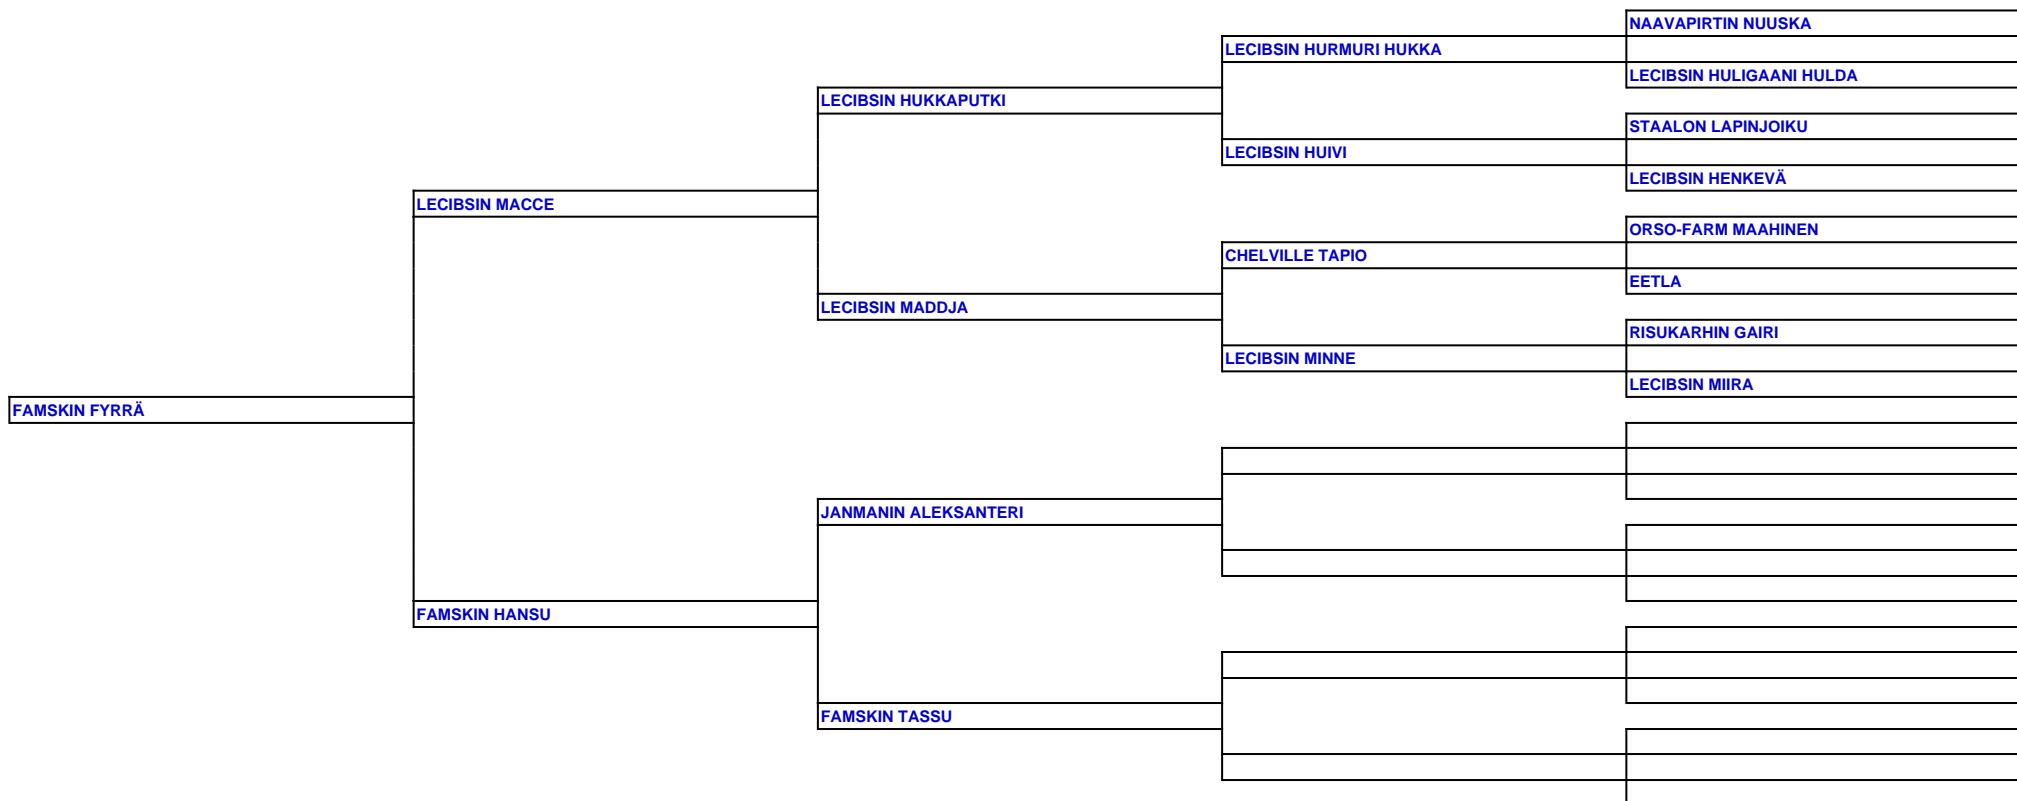 NAAVAPIRTIN NUUSKA
LECIBSIN HURMURI HUKKA
LECIBSIN HULIGAANI HULDA
LECIBSIN HUKKAPUTKI
STAALON LAPINJOIKU
LECIBSIN HUIVI
LECIBSIN HENKEVÄ
LECIBSIN MACCE
ORSO-FARM MAAHINEN
CHELVILLE TAPIO
EETLA
LECIBSIN MADDJA
RISUKARHIN GAIRI
LECIBSIN MINNE
LECIBSIN MIIRA
FAMSKIN FYRRÄ
JANMANIN ALEKSANTERI
FAMSKIN HANSU
FAMSKIN TASSU